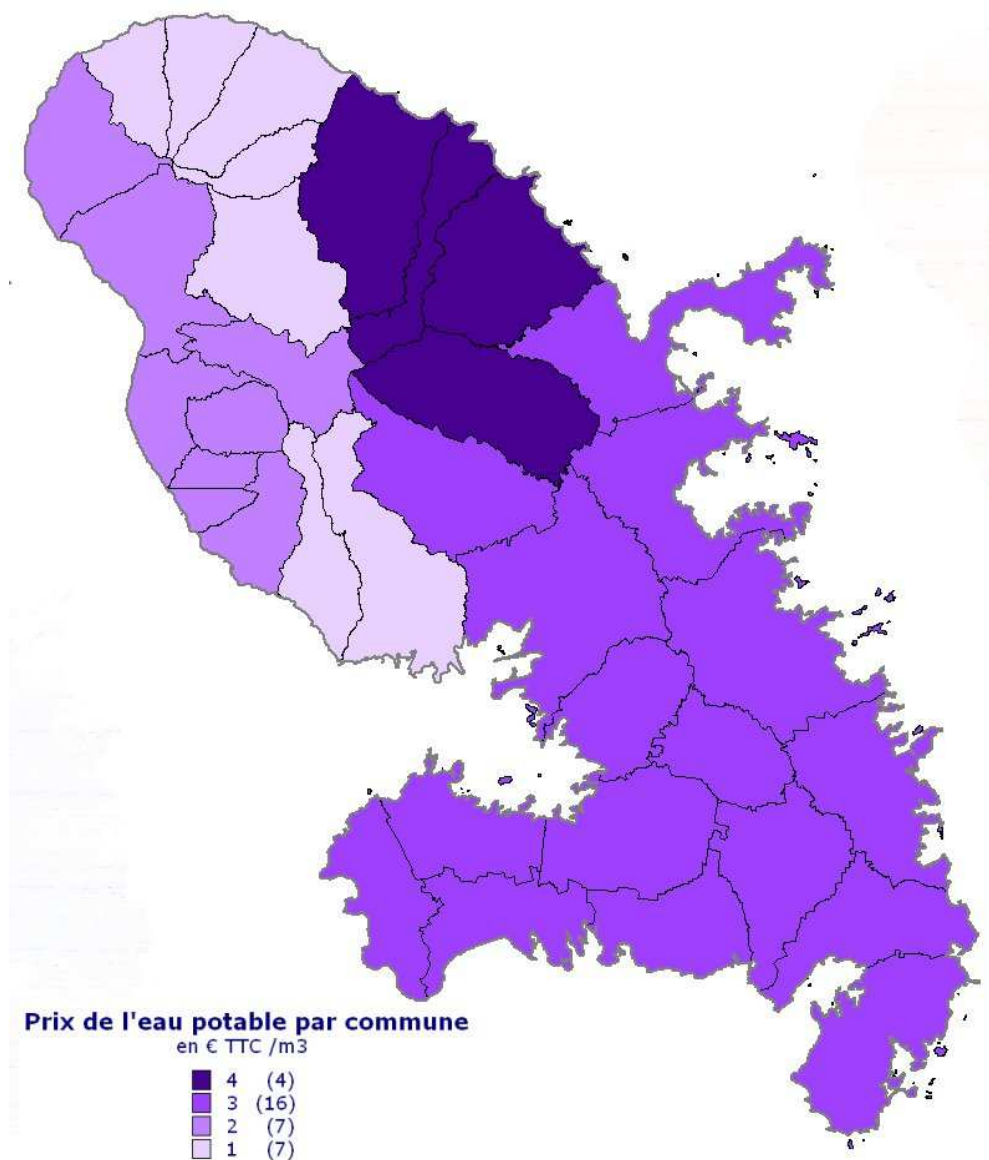 Prix de l'eau potable par commune
en € TTC /m3
4 (4)
3 (16)
2 (7)
1 (7)